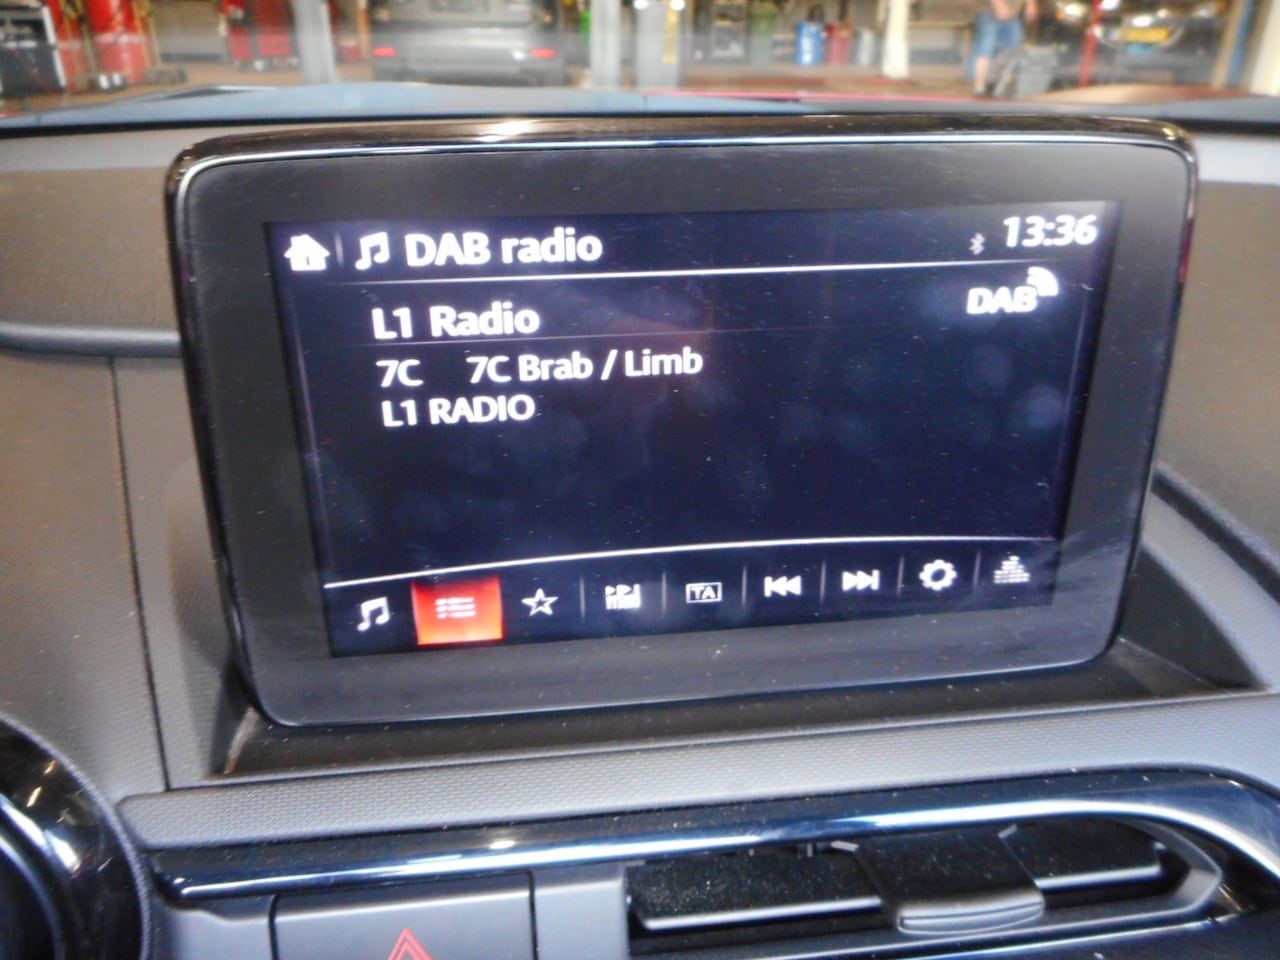 DAB radio
13:36
DAB
L1 Radio
7C 7C Brab / Limb
L1 RADIO
TA